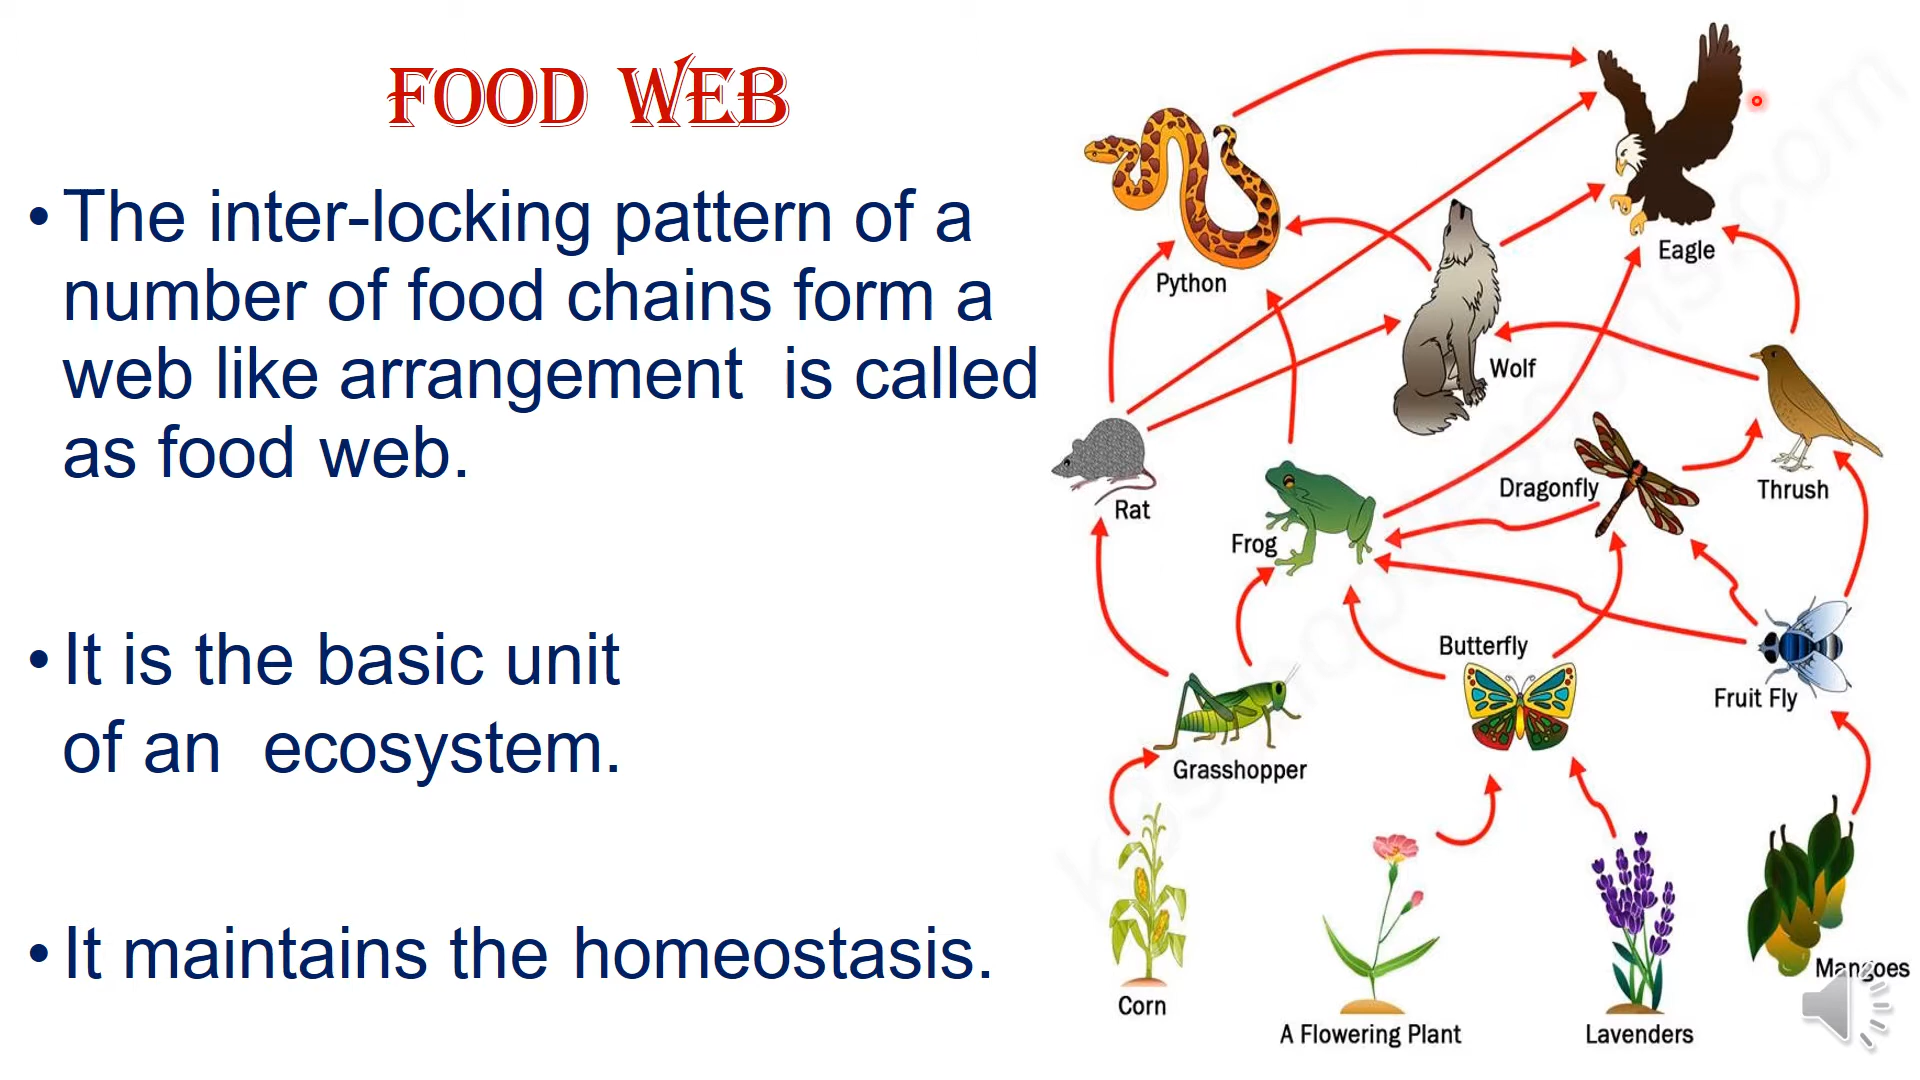 FOOD WEB
• The inter-locking pattern of a
number of food chains form a
web like arrangement is called
as food web.
• It is the basic unit
of an ecosystem.
• It maintains the homeostasis.
Eagle
Python
Wolf
Rat
Frog
Dragonfly
Thrush
Butterfly
Fruit Fly
Grasshopper
Mangoes
Corn
A Flowering Plant
Lavenders